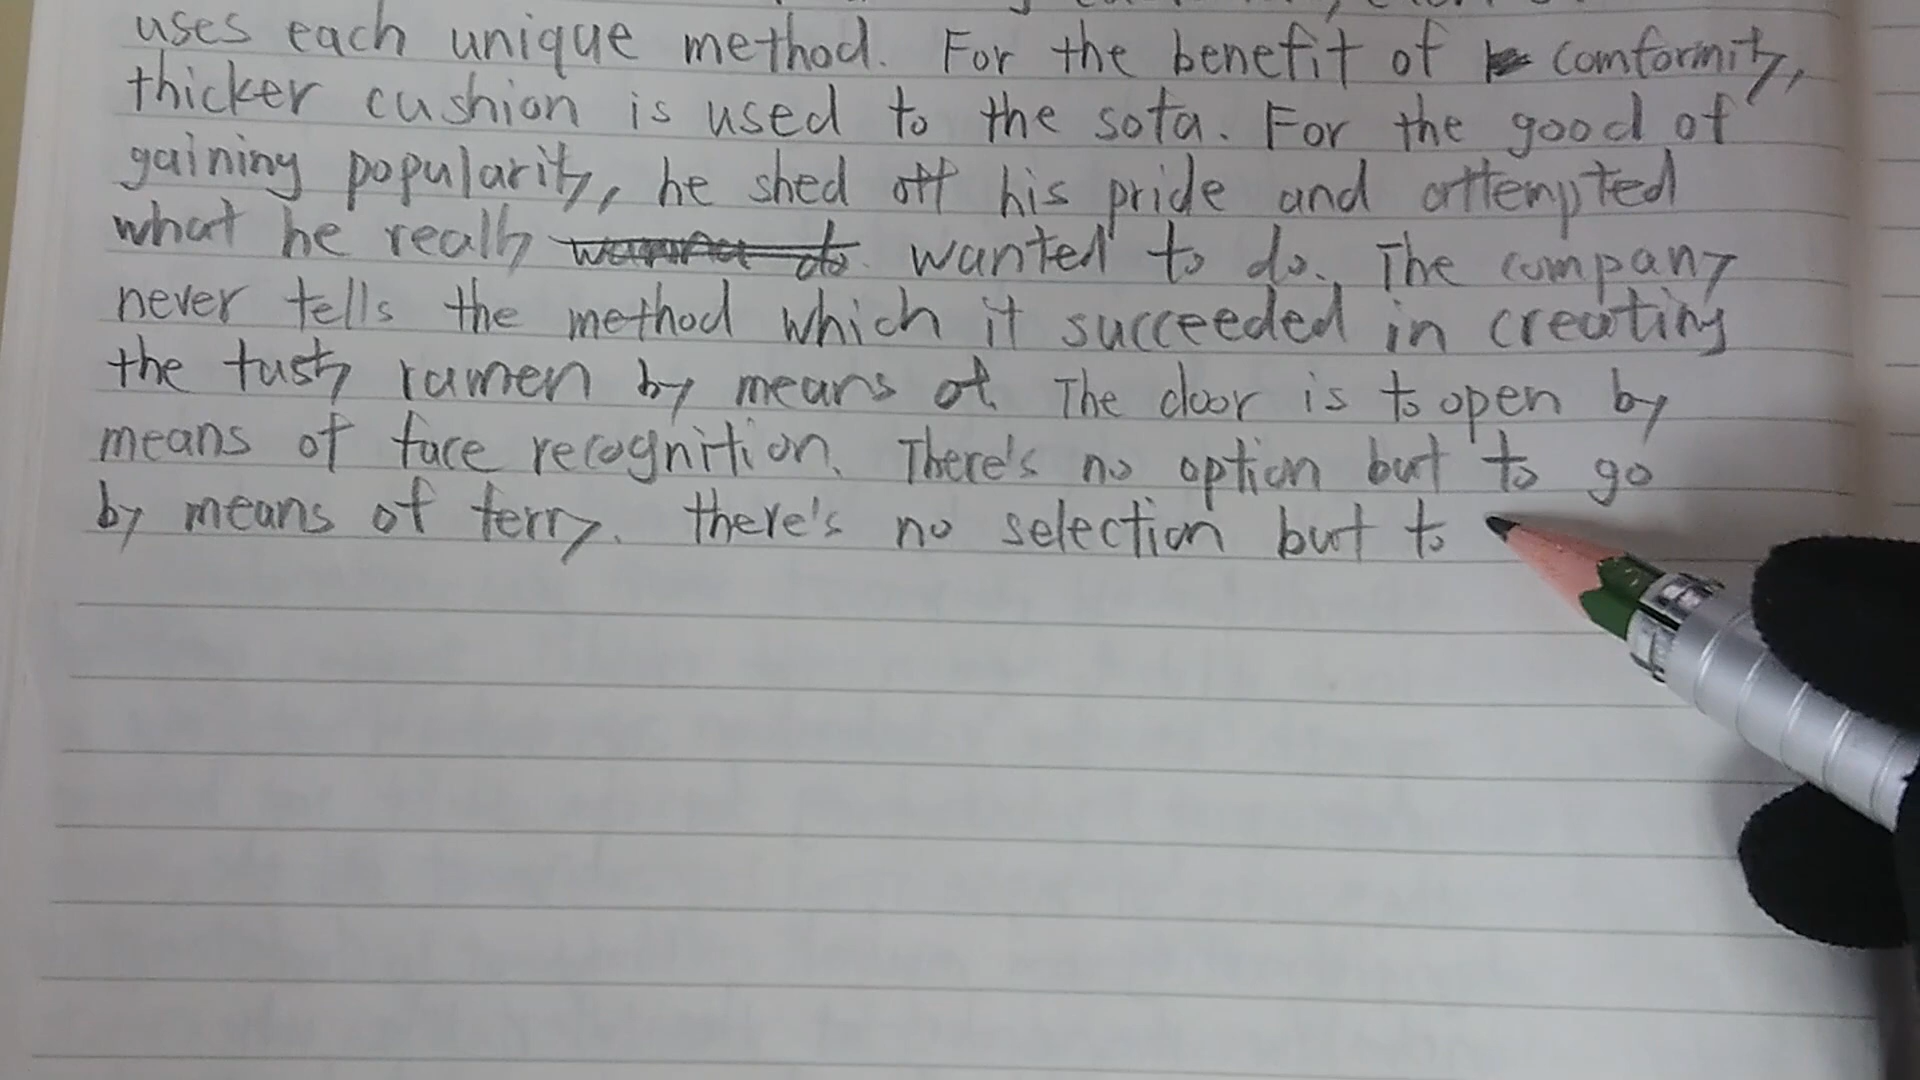 uses each unique method. For the benefit of comformity,
thicker cushion is used to the sofa. For the good of
gaining popularity, he shed off his pride and attempted
what he really wanna do wanted to do. The company
never tells the method which it succeeded in creating
the tasty ramen by means of. The door is to open by
means of face recognition. There's no option but to go
by means of ferry. There's no selection but to